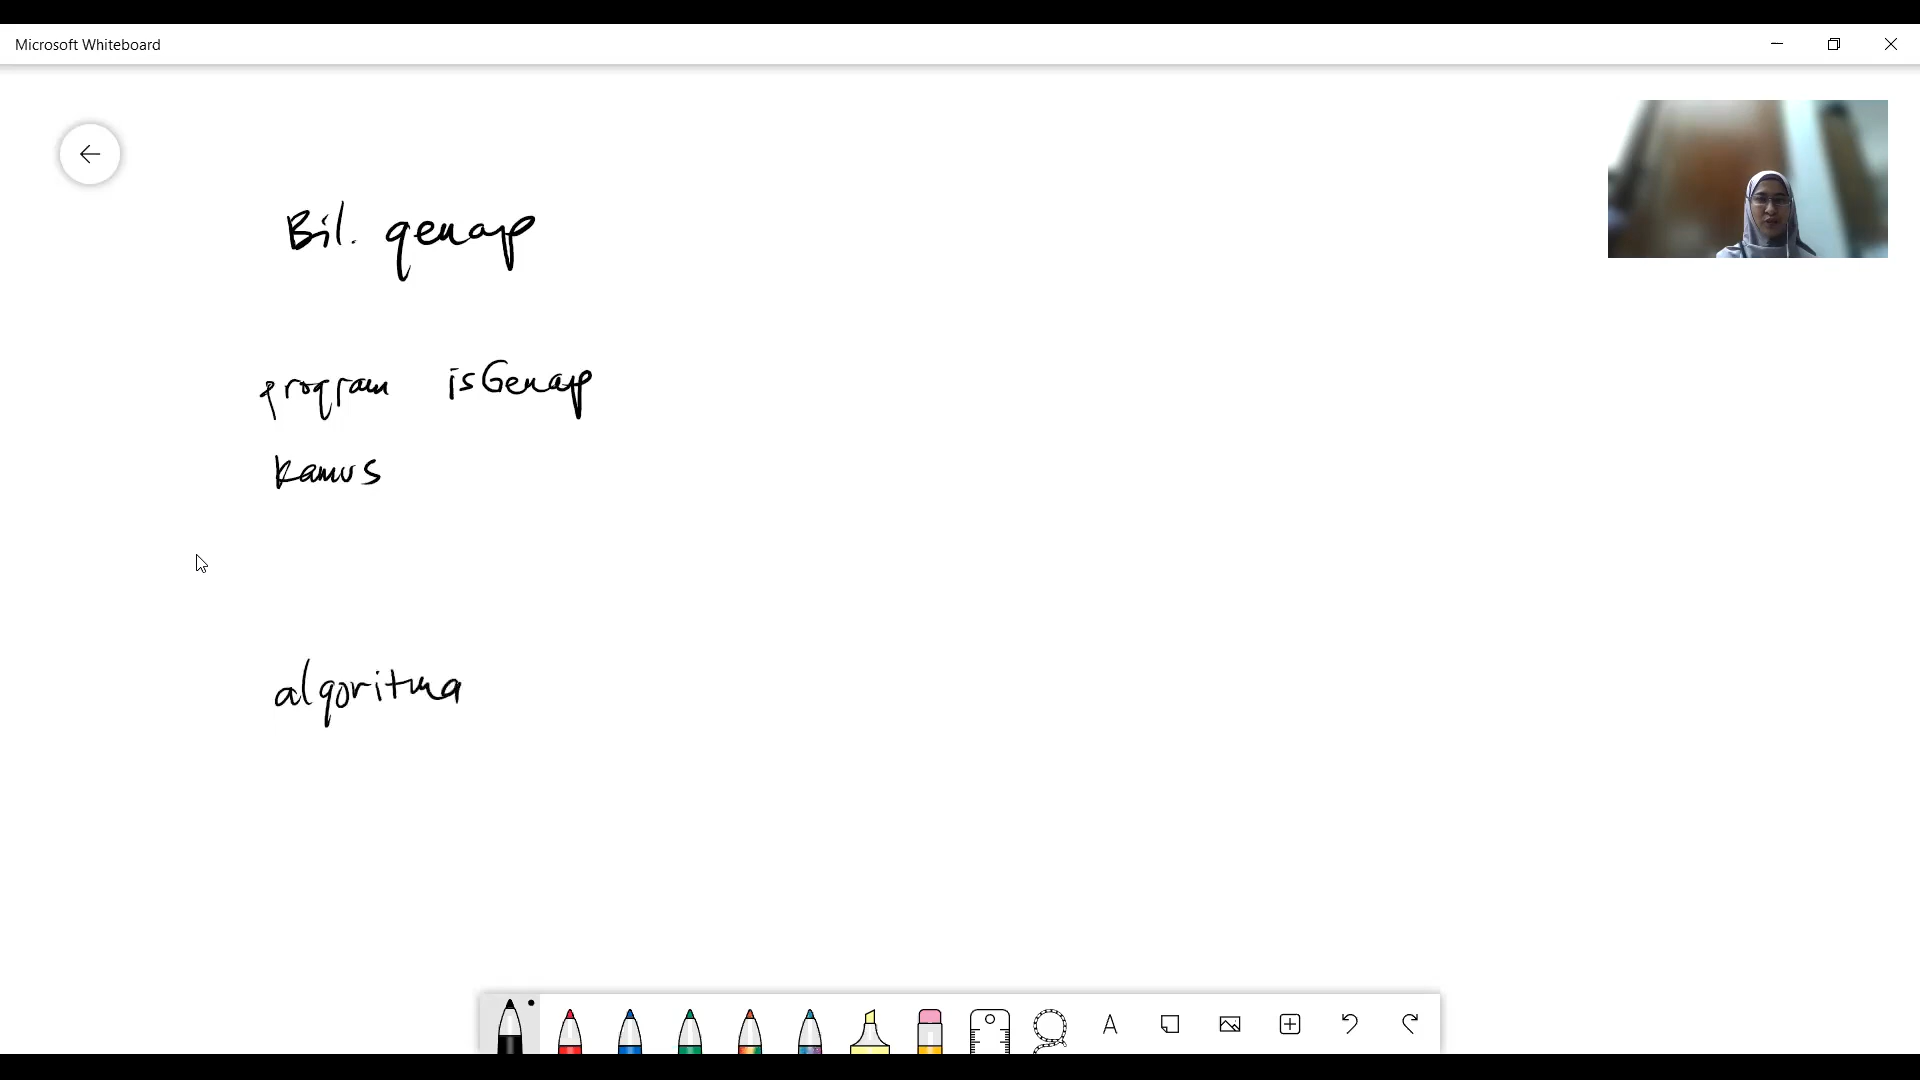 Microsoft Whiteboard
Bil. genap
program isGenap
kamus
algoritma